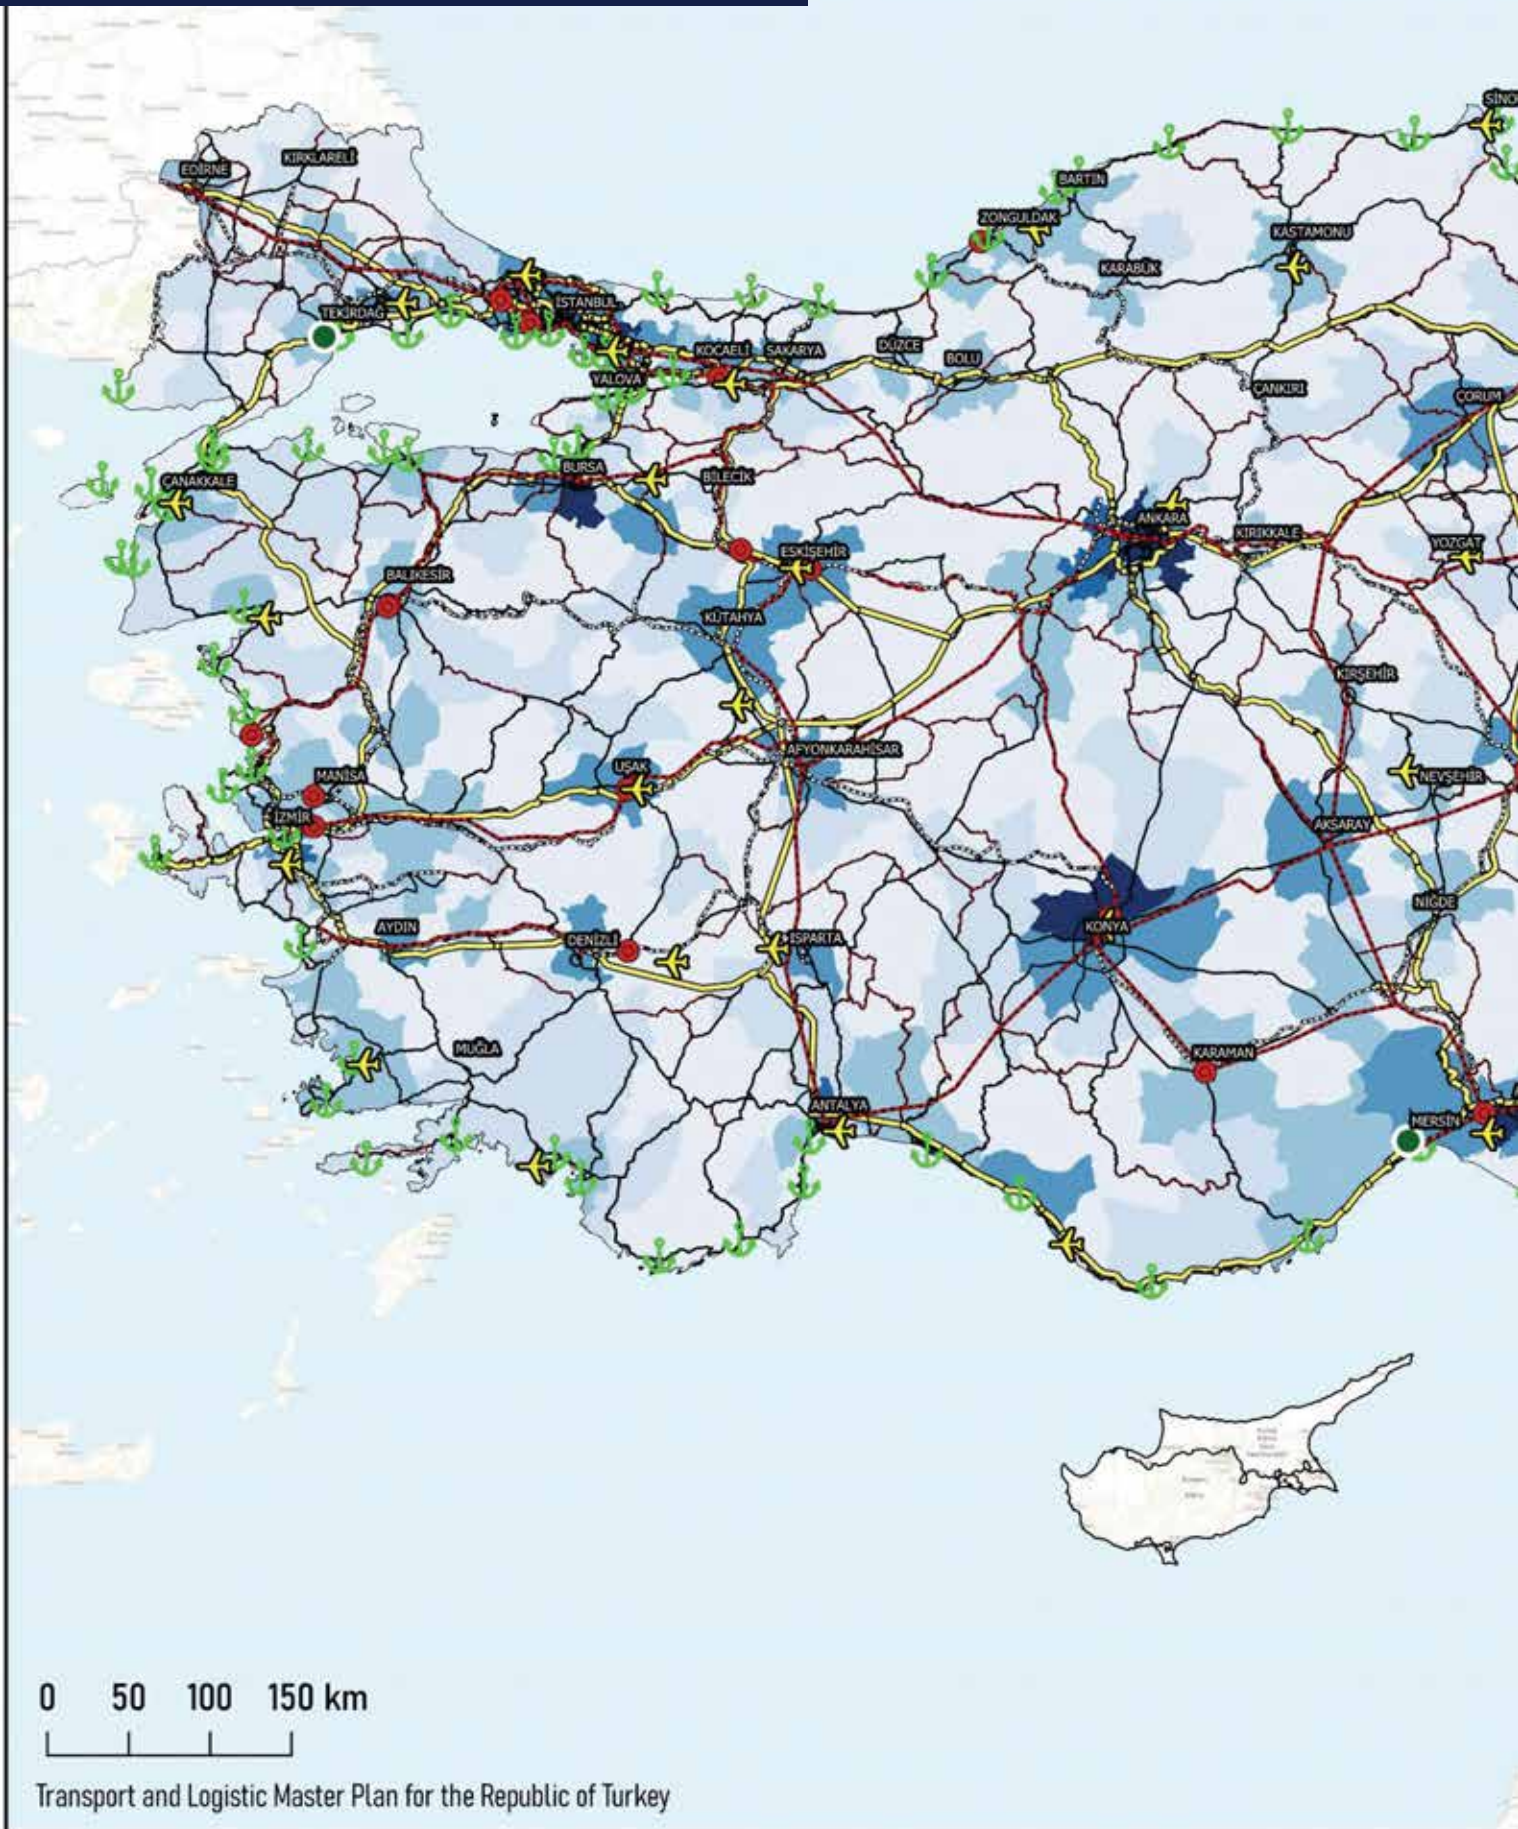 SİNO
EDİRNE
KIRKLARELİ
BARTIN
ZONGULDAK
KASTAMONU
KARABÜK
TEKİRDAĞ
İSTANBUL
KOCAELİ
SAKARYA
DÜZCE
BOLU
YALOVA
ÇANKIRI
ÇORUM
ÇANAKKALE
BURSA
BİLECİK
ANKARA
KIRIKKALE
YOZGAT
ESKİŞEHİR
BALIKESİR
KÜTAHYA
KIRŞEHİR
AFYONKARAHİSAR
UŞAK
MANİSA
NEVŞEHİR
İZMİR
AKSARAY
NİĞDE
AYDIN
KONYA
DENİZLİ
ISPARTA
MUĞLA
KARAMAN
ANTALYA
MERSİN
0 50 100 150 km
Transport and Logistic Master Plan for the Republic of Turkey